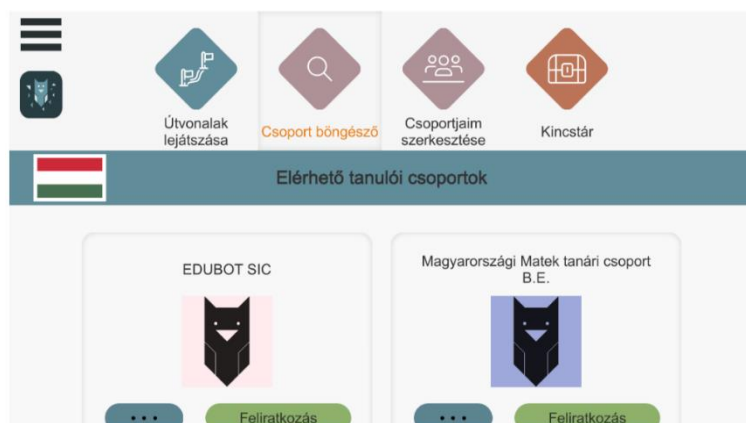 Útvonalak
lejátszása
Csoport böngésző
Csoportjaim
szerkesztése
Kincstár
Elérhető tanulói csoportok
EDUBOT SIC
Magyarországi Matek tanári csoport
B.E.
Feliratkozás
Feliratkozás